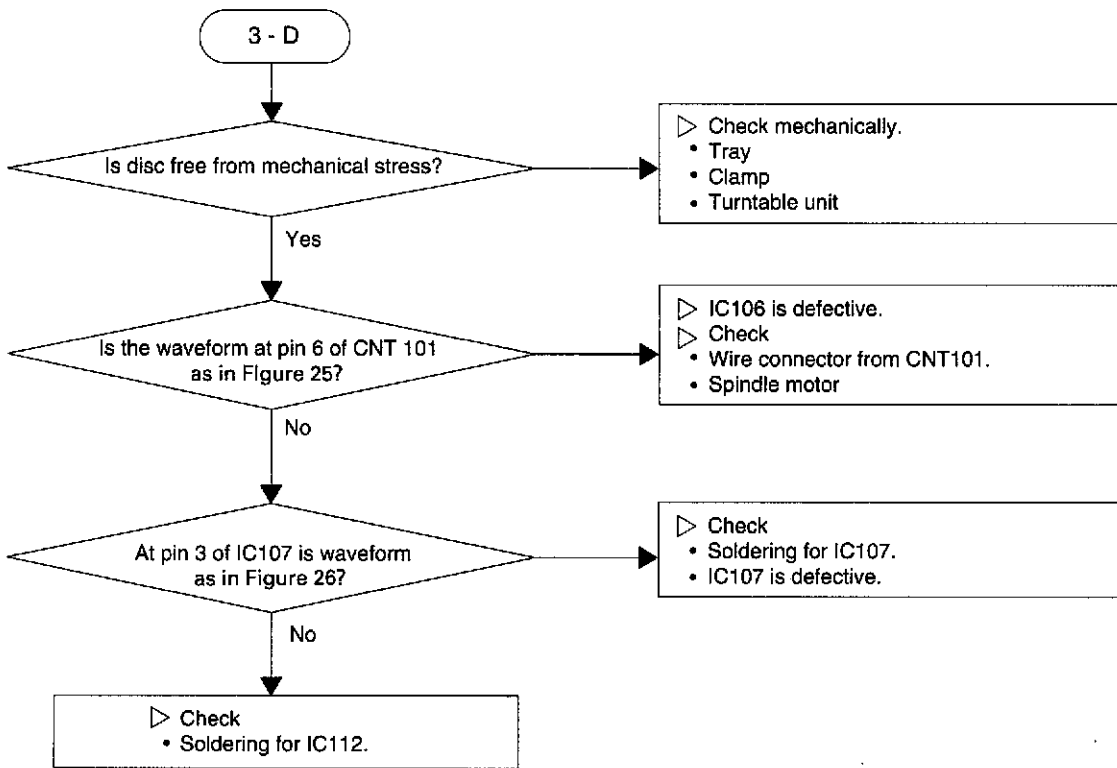 3 - D
Is disc free from mechanical stress?
▷ Check mechanically.
• Tray
• Clamp
• Turntable unit
Yes
Is the waveform at pin 6 of CNT 101
as in FIgure 25?
▷ IC106 is defective.
▷ Check
• Wire connector from CNT101.
• Spindle motor
No
At pin 3 of IC107 is waveform
as in Figure 26?
▷ Check
• Soldering for IC107.
• IC107 is defective.
No
▷ Check
• Soldering for IC112.